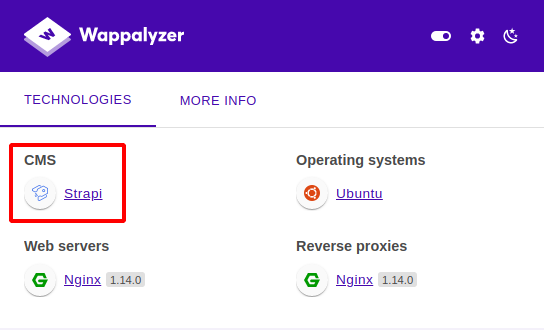 Wappalyzer
TECHNOLOGIES
MORE INFO
CMS
Strapi
Operating systems
Ubuntu
Web servers
Nginx 1.14.0
Reverse proxies
Nginx 1.14.0